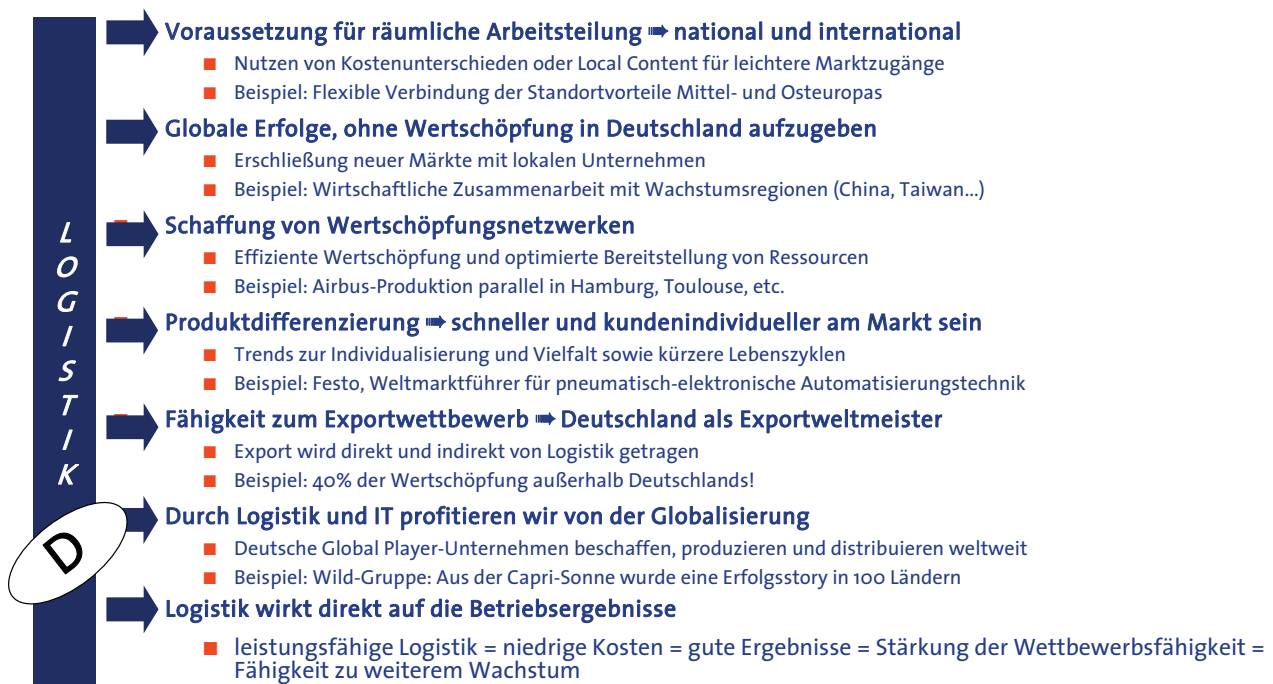 LOGISTIK
D
Voraussetzung für räumliche Arbeitsteilung ➠ national und international
■ Nutzen von Kostenunterschieden oder Local Content für leichtere Marktzugänge
■ Beispiel: Flexible Verbindung der Standortvorteile Mittel- und Osteuropas
Globale Erfolge, ohne Wertschöpfung in Deutschland aufzugeben
■ Erschließung neuer Märkte mit lokalen Unternehmen
■ Beispiel: Wirtschaftliche Zusammenarbeit mit Wachstumsregionen (China, Taiwan...)
Schaffung von Wertschöpfungsnetzwerken
■ Effiziente Wertschöpfung und optimierte Bereitstellung von Ressourcen
■ Beispiel: Airbus-Produktion parallel in Hamburg, Toulouse, etc.
Produktdifferenzierung ➠ schneller und kundenindividueller am Markt sein
■ Trends zur Individualisierung und Vielfalt sowie kürzere Lebenszyklen
■ Beispiel: Festo, Weltmarktführer für pneumatisch-elektronische Automatisierungstechnik
Fähigkeit zum Exportwettbewerb ➠ Deutschland als Exportweltmeister
■ Export wird direkt und indirekt von Logistik getragen
■ Beispiel: 40% der Wertschöpfung außerhalb Deutschlands!
Durch Logistik und IT profitieren wir von der Globalisierung
■ Deutsche Global Player-Unternehmen beschaffen, produzieren und distribuieren weltweit
■ Beispiel: Wild-Gruppe: Aus der Capri-Sonne wurde eine Erfolgsstory in 100 Ländern
Logistik wirkt direkt auf die Betriebsergebnisse
■ leistungsfähige Logistik = niedrige Kosten = gute Ergebnisse = Stärkung der Wettbewerbsfähigkeit =
Fähigkeit zu weiterem Wachstum